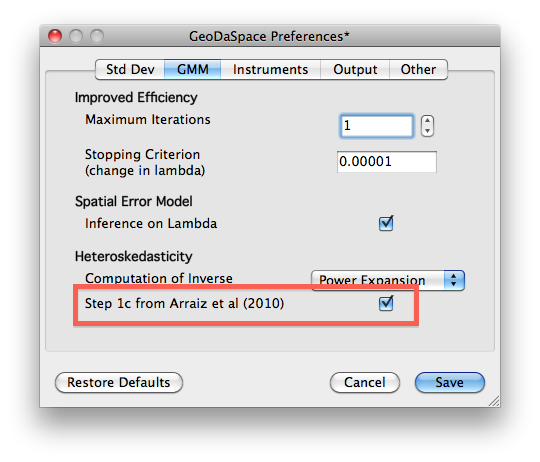 GeoDaSpace Preferences*
Std Dev GMM Instruments Output Other
Improved Efficiency
Maximum Iterations 1
Stopping Criterion
(change in lambda) 0.00001
Spatial Error Model
Inference on Lambda
Heteroskedasticity
Computation of Inverse Power Expansion
Step 1c from Arraiz et al (2010)
Restore Defaults Cancel Save